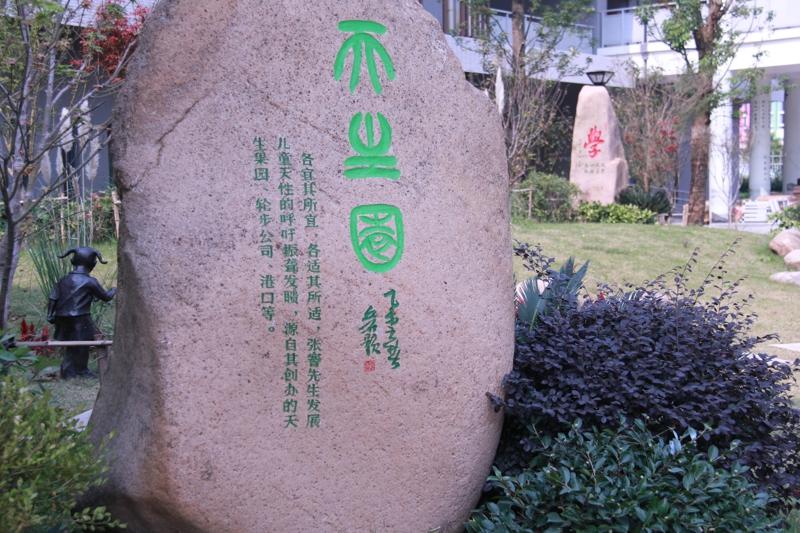 天生園
各宜其所宜，各适其所适，张謇先生发展
儿童天性的呼吁振聋发聩，源自其创办的天
生果园、轮步公司、港口等。
學